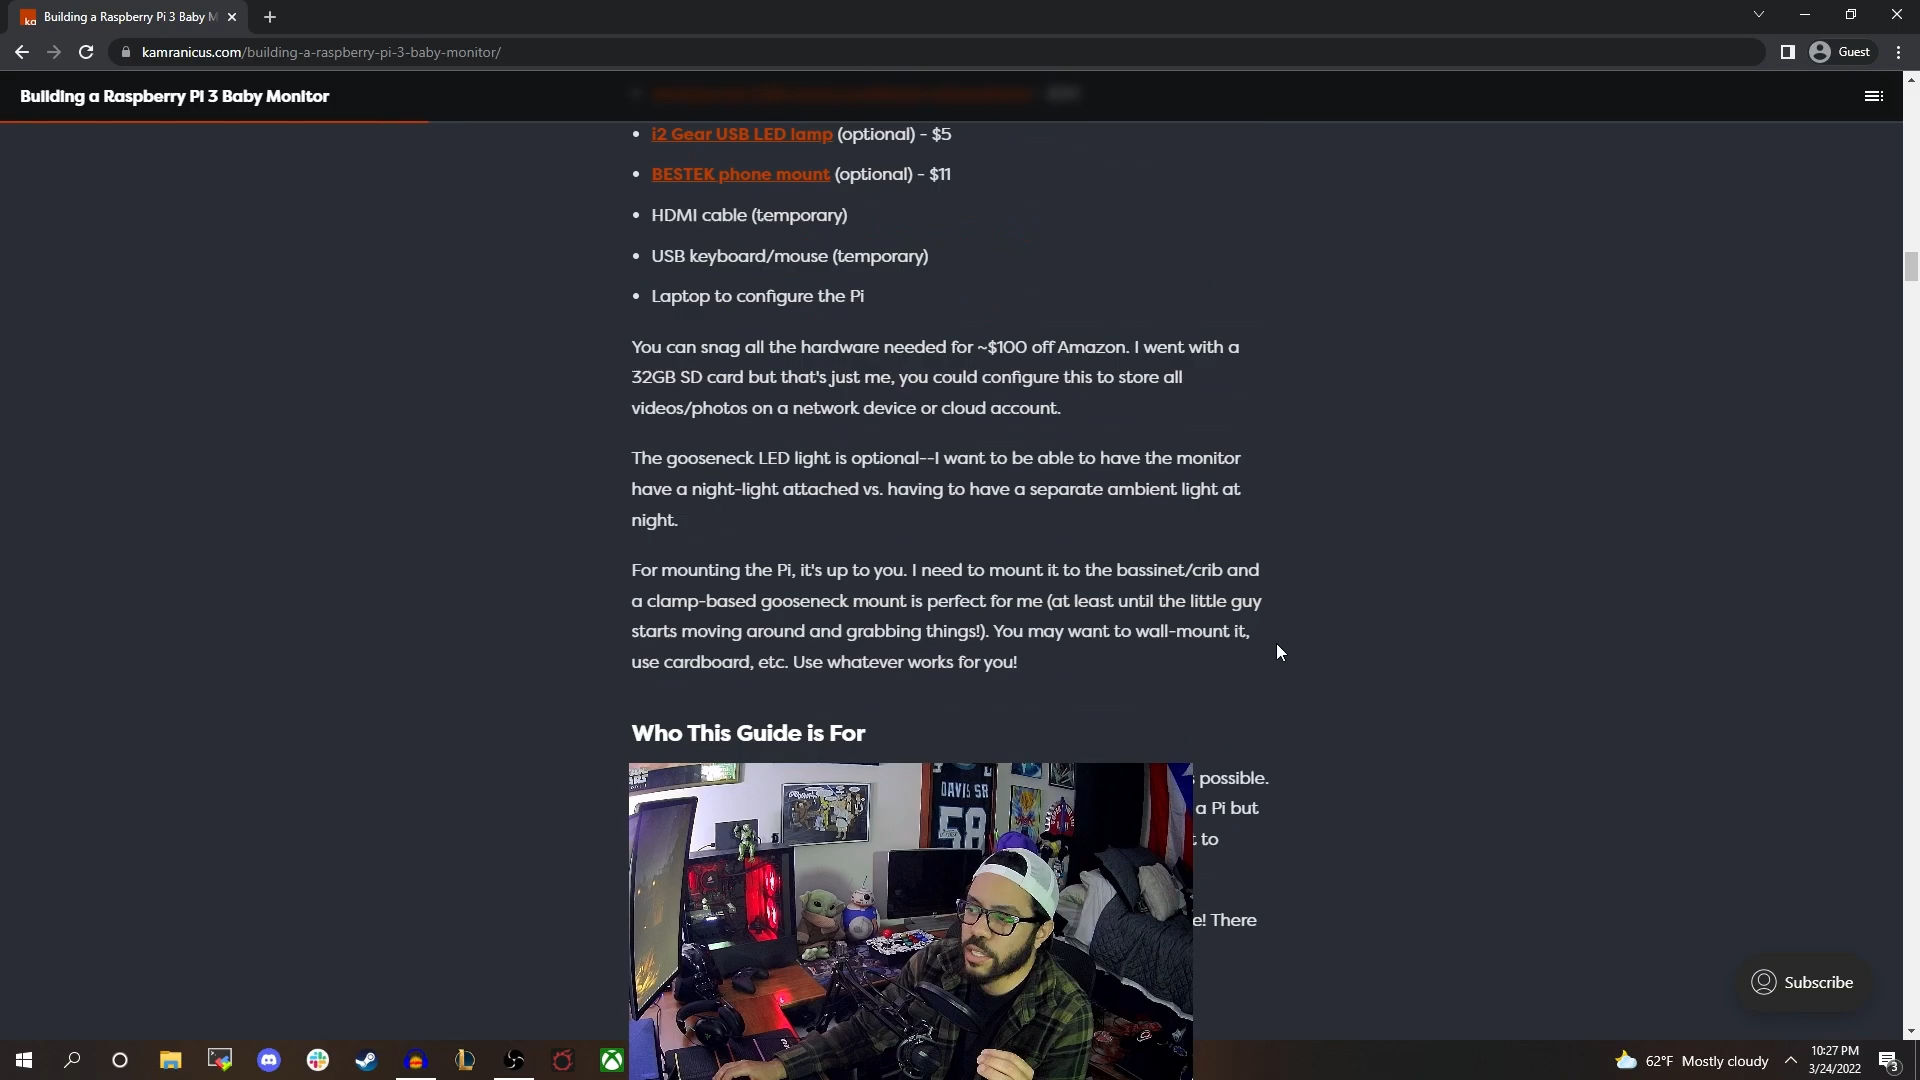 Building a Raspberry Pi 3 Baby M
kamranicus.com/building-a-raspberry-pi-3-baby-monitor/
Guest
Building a Raspberry Pi 3 Baby Monitor
• i2 Gear USB LED lamp (optional) - $5
• BESTEK phone mount (optional) - $11
• HDMI cable (temporary)
• USB keyboard/mouse (temporary)
• Laptop to configure the Pi
You can snag all the hardware needed for ~$100 off Amazon. I went with a
32GB SD card but that's just me, you could configure this to store all
videos/photos on a network device or cloud account.
The gooseneck LED light is optional--I want to be able to have the monitor
have a night-light attached vs. having to have a separate ambient light at
night.
For mounting the Pi, it's up to you. I need to mount it to the bassinet/crib and
a clamp-based gooseneck mount is perfect for me (at least until the little guy
starts moving around and grabbing things!). You may want to wall-mount it,
use cardboard, etc. Use whatever works for you!
Who This Guide is For
possible.
a Pi but
to
e! There
DAVIS SR
58
Subscribe
62°F Mostly cloudy
10:27 PM
3/24/2022
3